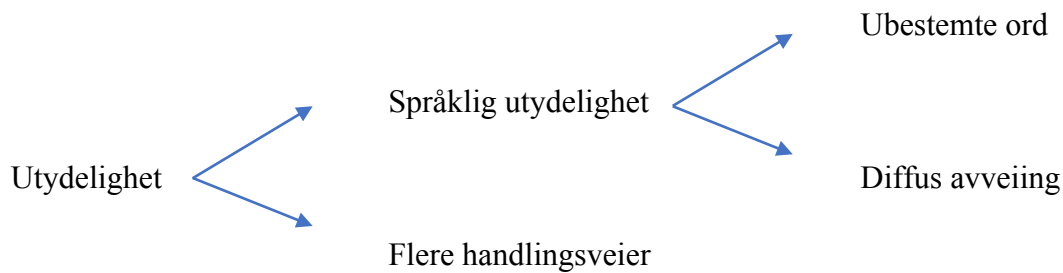 Ubestemte ord
Språklig utydelighet
Utydelighet
Diffus avveiing
Flere handlingsveier